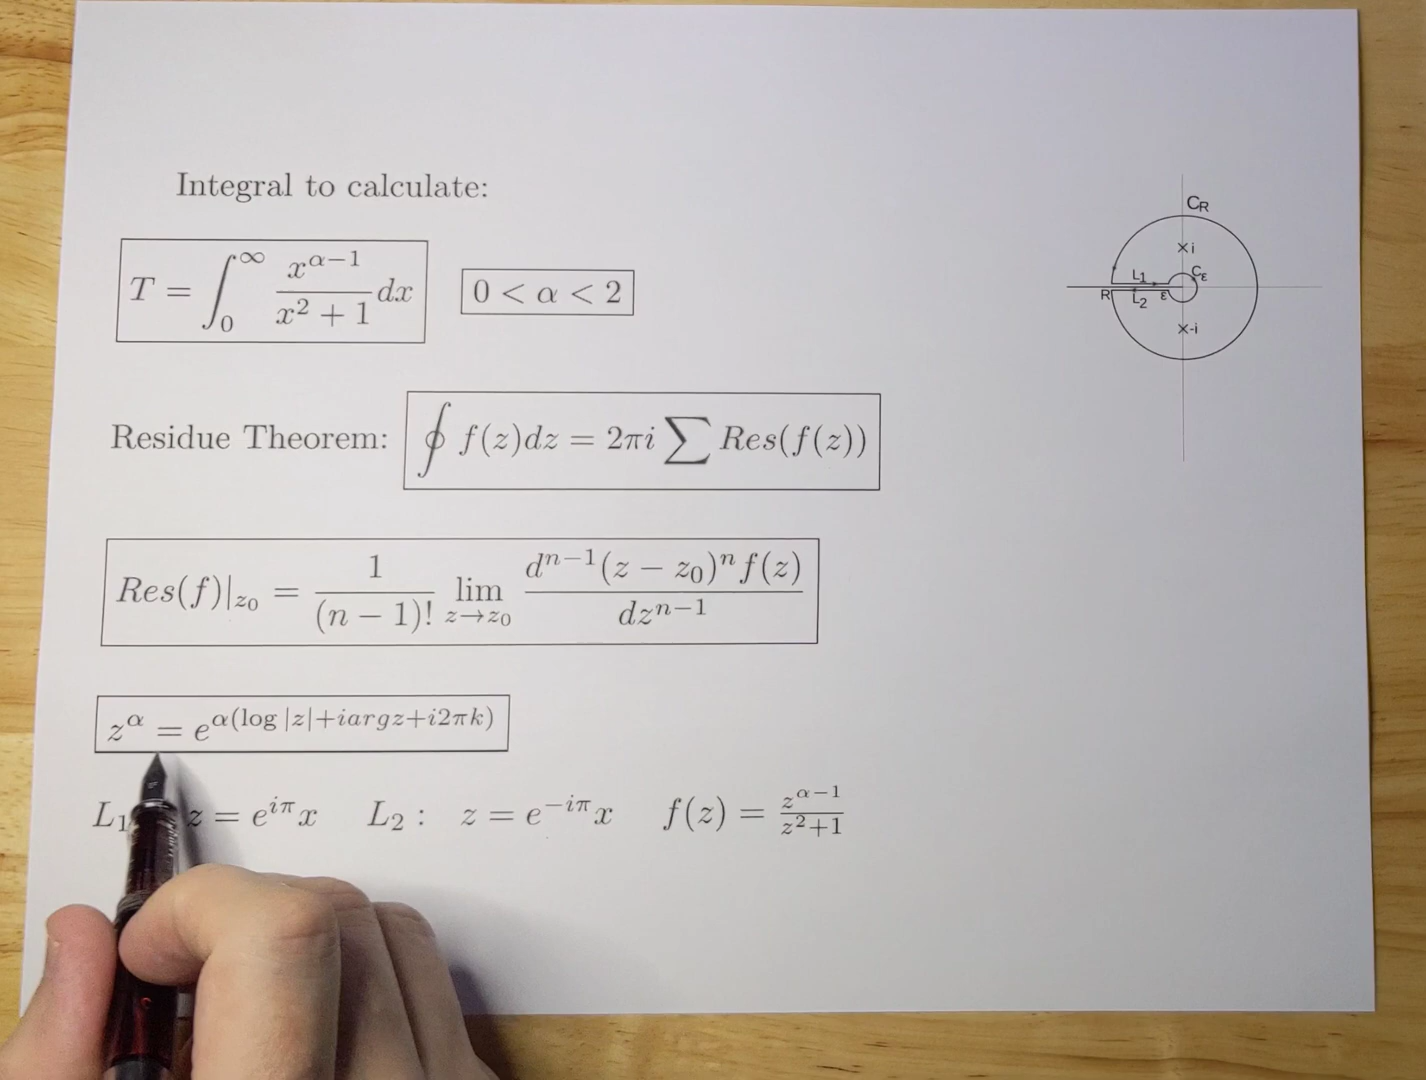 Integral to calculate:
T = ∫₀^∞ x^{α−1}/(x² + 1) dx    0 < α < 2
Residue Theorem: ∮ f(z)dz = 2πi ∑ Res(f(z))
Res(f)|_{z₀} = 1/(n − 1)! lim_{z→z₀} d^{n−1}(z − z₀)ⁿ f(z)/dz^{n−1}
z^α = e^{α(log |z|+iargz+i2πk)}
L₁ z = e^{iπ}x    L₂ : z = e^{−iπ}x    f(z) = z^{α−1}/(z²+1)
C_R
×i
L₁ C_ε
R L₂ ε
×-i